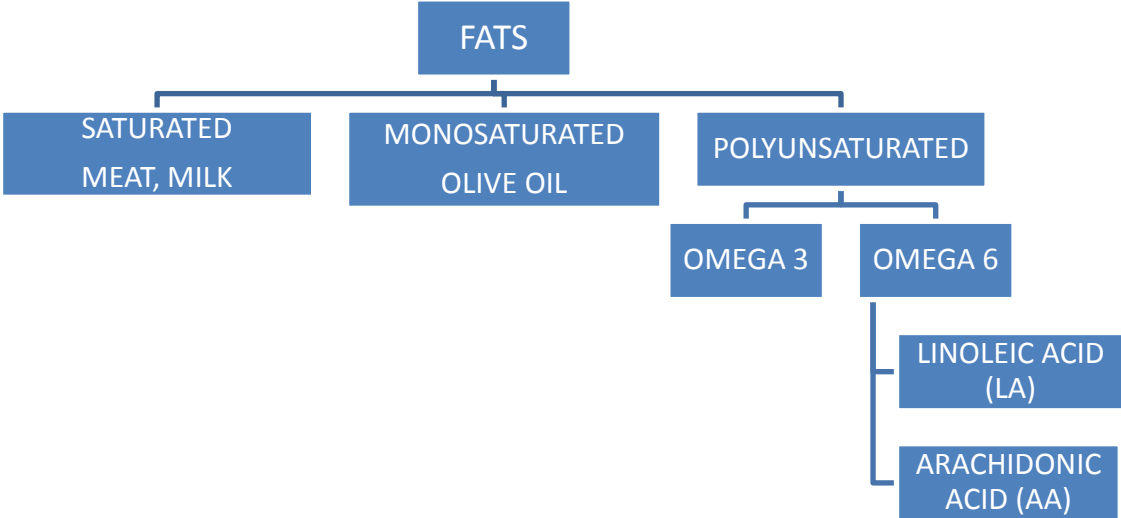 FATS
SATURATED
MEAT, MILK
MONOSATURATED
OLIVE OIL
POLYUNSATURATED
OMEGA 3
OMEGA 6
LINOLEIC ACID
(LA)
ARACHIDONIC
ACID (AA)